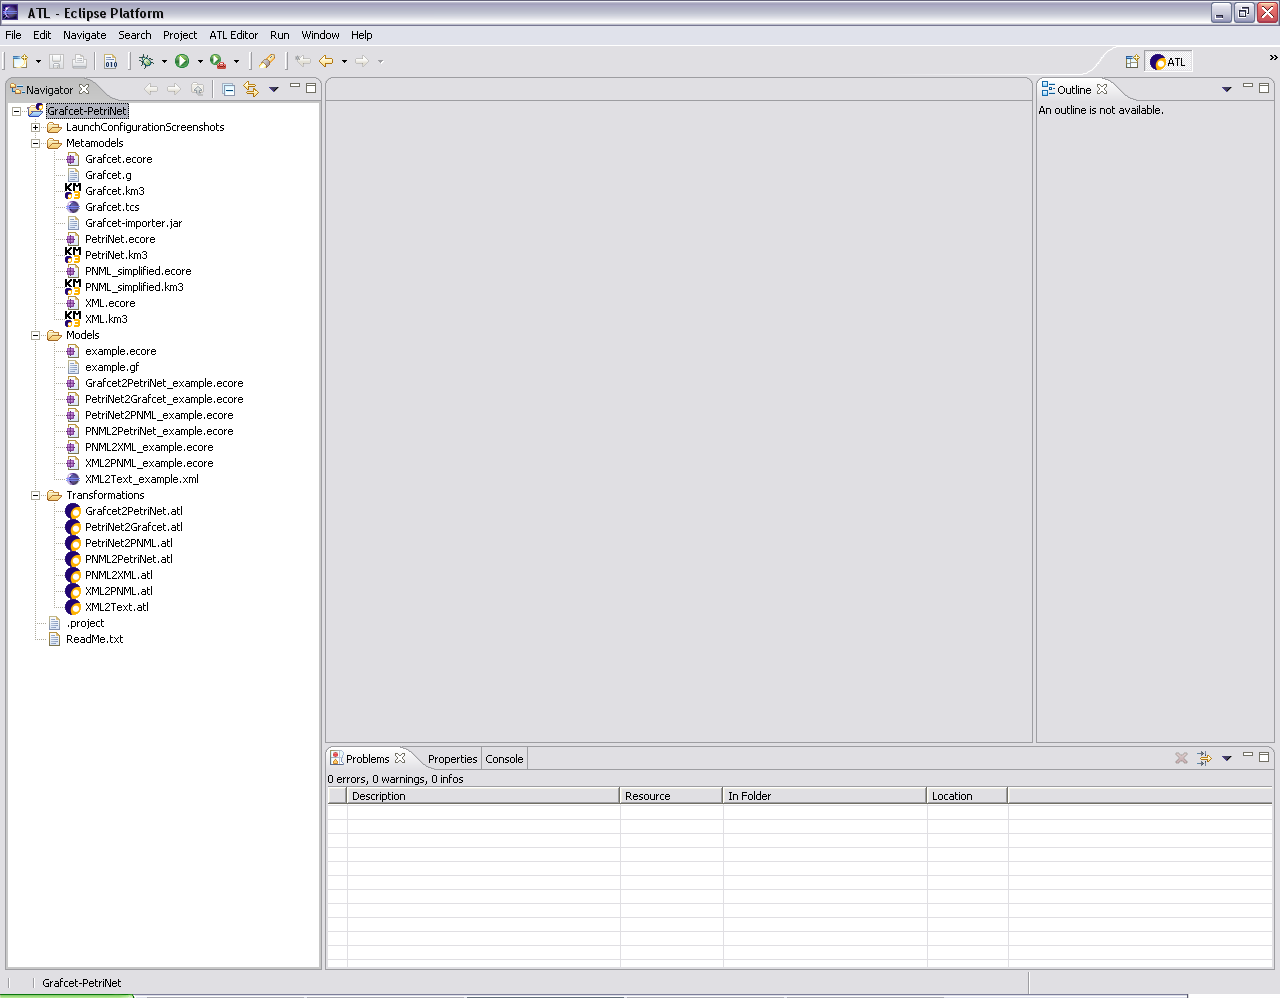 ATL - Eclipse Platform
File Edit Navigate Search Project ATL Editor Run Window Help
010
ATL
»
Navigator
Grafcet-PetriNet
LaunchConfigurationScreenshots
Metamodels
Grafcet.ecore
Grafcet.g
KM3 Grafcet.km3
Grafcet.tcs
Grafcet-importer.jar
PetriNet.ecore
KM3 PetriNet.km3
PNML_simplified.ecore
KM3 PNML_simplified.km3
XML.ecore
KM3 XML.km3
Models
example.ecore
example.gf
Grafcet2PetriNet_example.ecore
PetriNet2Grafcet_example.ecore
PetriNet2PNML_example.ecore
PNML2PetriNet_example.ecore
PNML2XML_example.ecore
XML2PNML_example.ecore
XML2Text_example.xml
Transformations
Grafcet2PetriNet.atl
PetriNet2Grafcet.atl
PetriNet2PNML.atl
PNML2PetriNet.atl
PNML2XML.atl
XML2PNML.atl
XML2Text.atl
.project
ReadMe.txt
Outline
An outline is not available.
Problems Properties Console
0 errors, 0 warnings, 0 infos
Description Resource In Folder Location
Grafcet-PetriNet